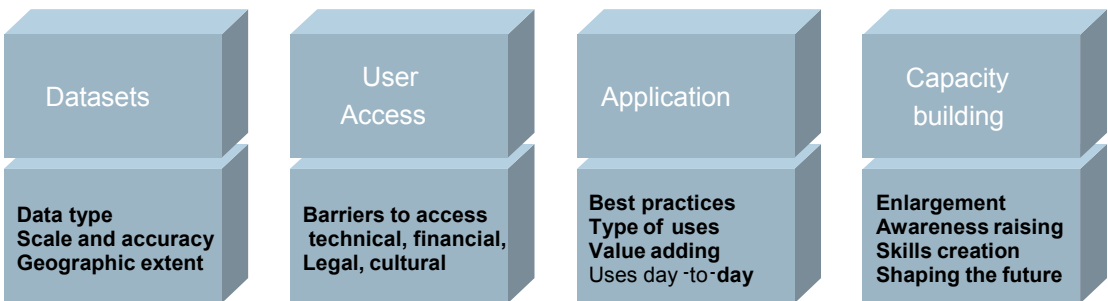 Datasets
User
Access
Application
Capacity
building
Data type
Scale and accuracy
Geographic extent
Barriers to access
technical, financial,
Legal, cultural
Best practices
Type of uses
Value adding
Uses day -to-day
Enlargement
Awareness raising
Skills creation
Shaping the future